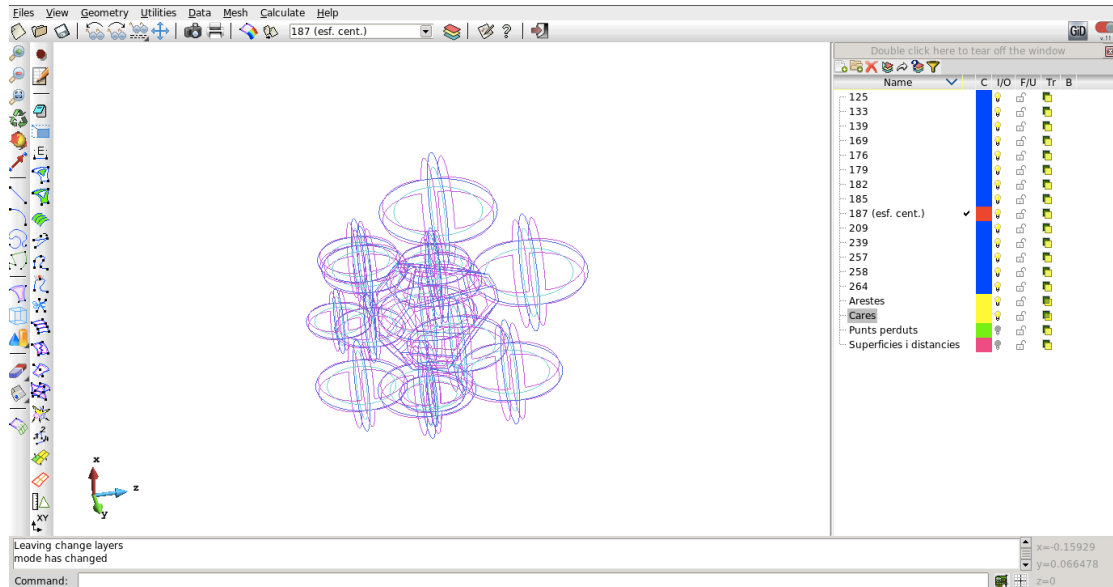 Files View Geometry Utilities Data Mesh Calculate Help
187 (esf. cent.)
GiD
v.11
Double click here to tear off the window
Name C I/O F/U Tr B
125
133
139
169
176
179
182
185
187 (esf. cent.)
209
239
257
258
264
Arestes
Cares
Punts perduts
Superficies i distancies
x
z
y
XY
Leaving change layers
mode has changed
x=-0.15929
y=0.066478
Command:
z=0